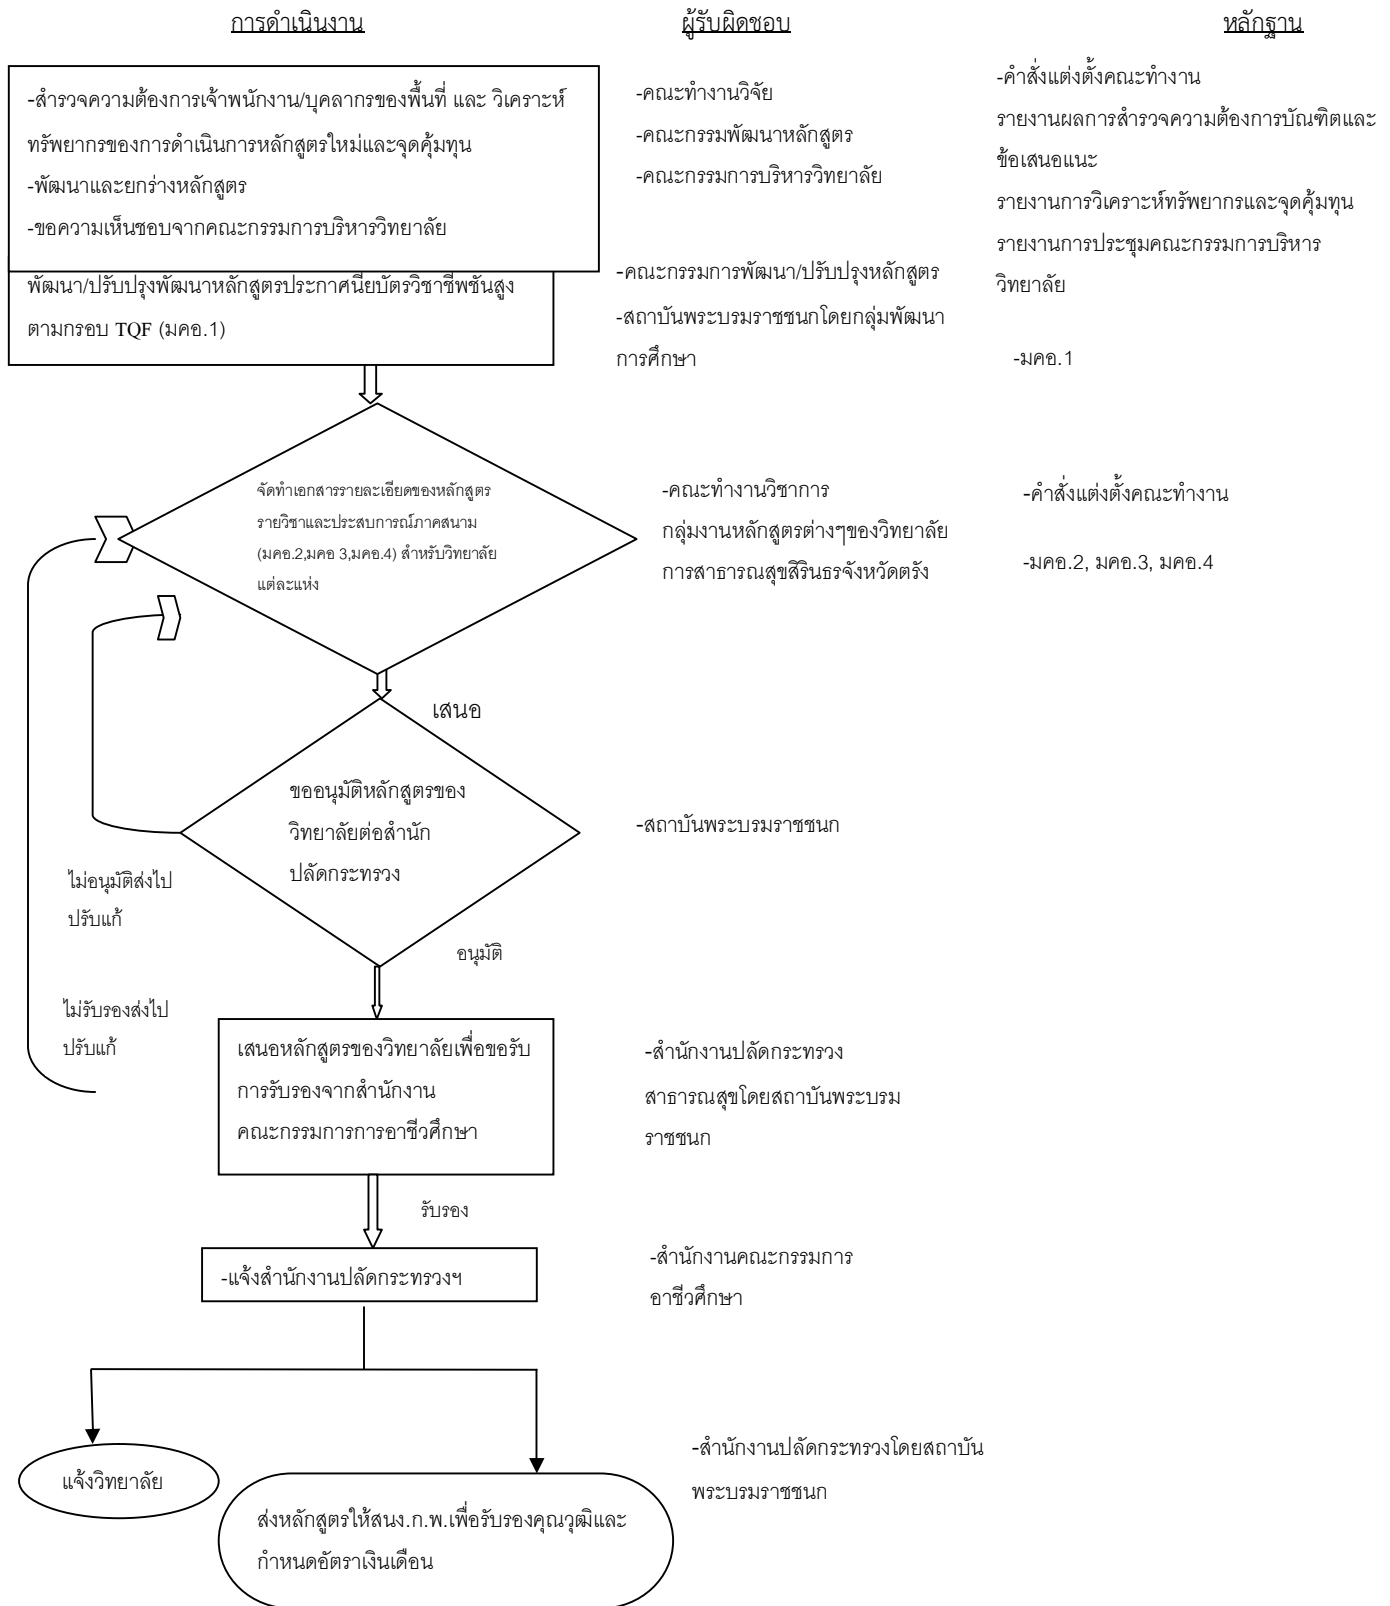 การดำเนินงาน
ผู้รับผิดชอบ
หลักฐาน
-สำรวจความต้องการเจ้าพนักงาน/บุคลากรของพื้นที่ และ วิเคราะห์
ทรัพยากรของการดำเนินการหลักสูตรใหม่และจุดคุ้มทุน
-พัฒนาและยกร่างหลักสูตร
-ขอความเห็นชอบจากคณะกรรมการบริหารวิทยาลัย
-คณะทำงานวิจัย
-คณะกรรมพัฒนาหลักสูตร
-คณะกรรมการบริหารวิทยาลัย
-คำสั่งแต่งตั้งคณะทำงาน
รายงานผลการสำรวจความต้องการบัณฑิตและ
ข้อเสนอแนะ
รายงานการวิเคราะห์ทรัพยากรและจุดคุ้มทุน
รายงานการประชุมคณะกรรมการบริหาร
วิทยาลัย
พัฒนา/ปรับปรุงพัฒนาหลักสูตรประกาศนียบัตรวิชาชีพชั้นสูง
ตามกรอบ TQF (มคอ.1)
-คณะกรรมการพัฒนา/ปรับปรุงหลักสูตร
-สถาบันพระบรมราชชนกโดยกลุ่มพัฒนา
การศึกษา
-มคอ.1
จัดทำเอกสารรายละเอียดของหลักสูตร
รายวิชาและประสบการณ์ภาคสนาม
(มคอ.2,มคอ 3,มคอ.4) สำหรับวิทยาลัย
แต่ละแห่ง
-คณะทำงานวิชาการ
กลุ่มงานหลักสูตรต่างๆของวิทยาลัย
การสาธารณสุขสิรินธรจังหวัดตรัง
-คำสั่งแต่งตั้งคณะทำงาน
-มคอ.2, มคอ.3, มคอ.4
เสนอ
ขออนุมัติหลักสูตรของ
วิทยาลัยต่อสำนัก
ปลัดกระทรวง
-สถาบันพระบรมราชชนก
ไม่อนุมัติส่งไป
ปรับแก้
อนุมัติ
ไม่รับรองส่งไป
ปรับแก้
เสนอหลักสูตรของวิทยาลัยเพื่อขอรับ
การรับรองจากสำนักงาน
คณะกรรมการการอาชีวศึกษา
-สำนักงานปลัดกระทรวง
สาธารณสุขโดยสถาบันพระบรม
ราชชนก
รับรอง
-แจ้งสำนักงานปลัดกระทรวงฯ
-สำนักงานคณะกรรมการ
อาชีวศึกษา
แจ้งวิทยาลัย
-สำนักงานปลัดกระทรวงโดยสถาบัน
พระบรมราชชนก
ส่งหลักสูตรให้สนง.ก.พ.เพื่อรับรองคุณวุฒิและ
กำหนดอัตราเงินเดือน